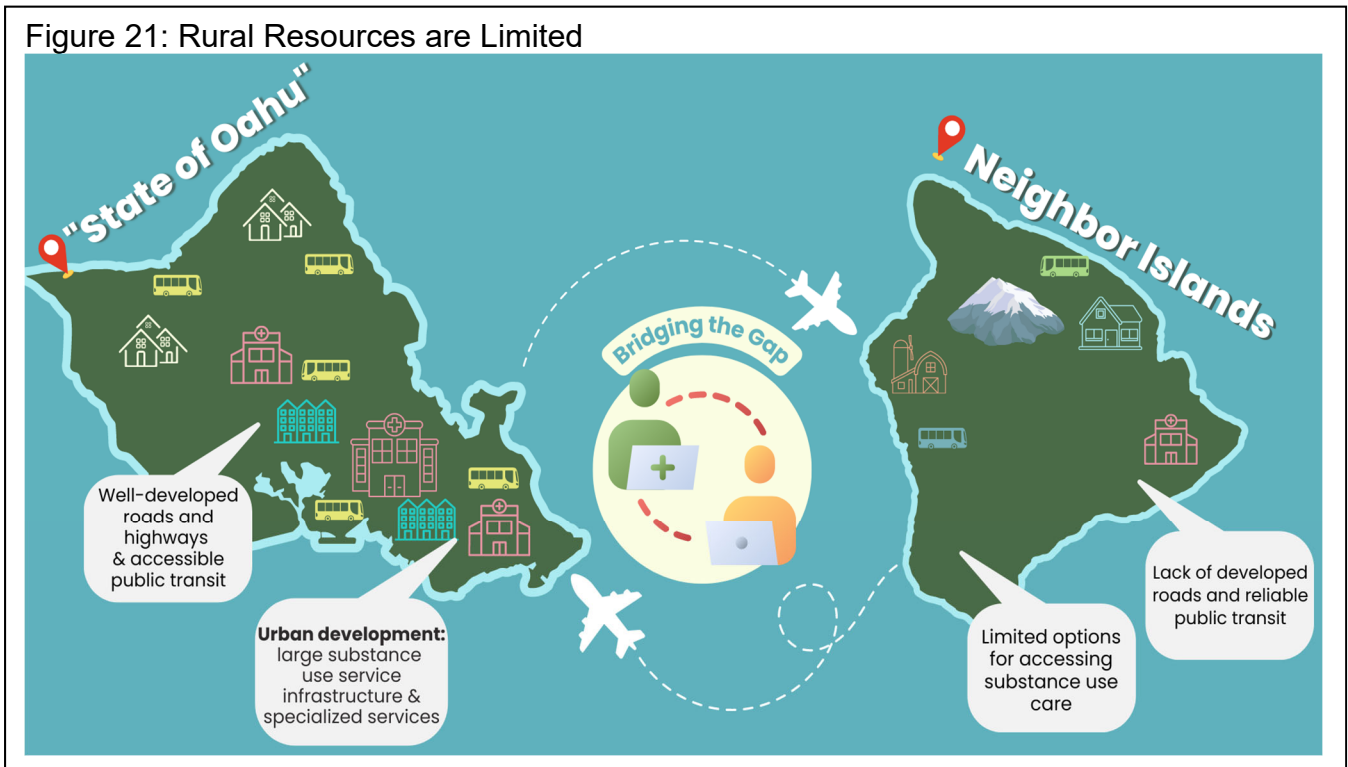 Figure 21: Rural Resources are Limited
"State of Oahu"
Neighbor Islands
Bridging the Gap
Well-developed
roads and
highways
& accessible
public transit
Urban development:
large substance
use service
infrastructure &
specialized services
Limited options
for accessing
substance use
care
Lack of developed
roads and reliable
public transit